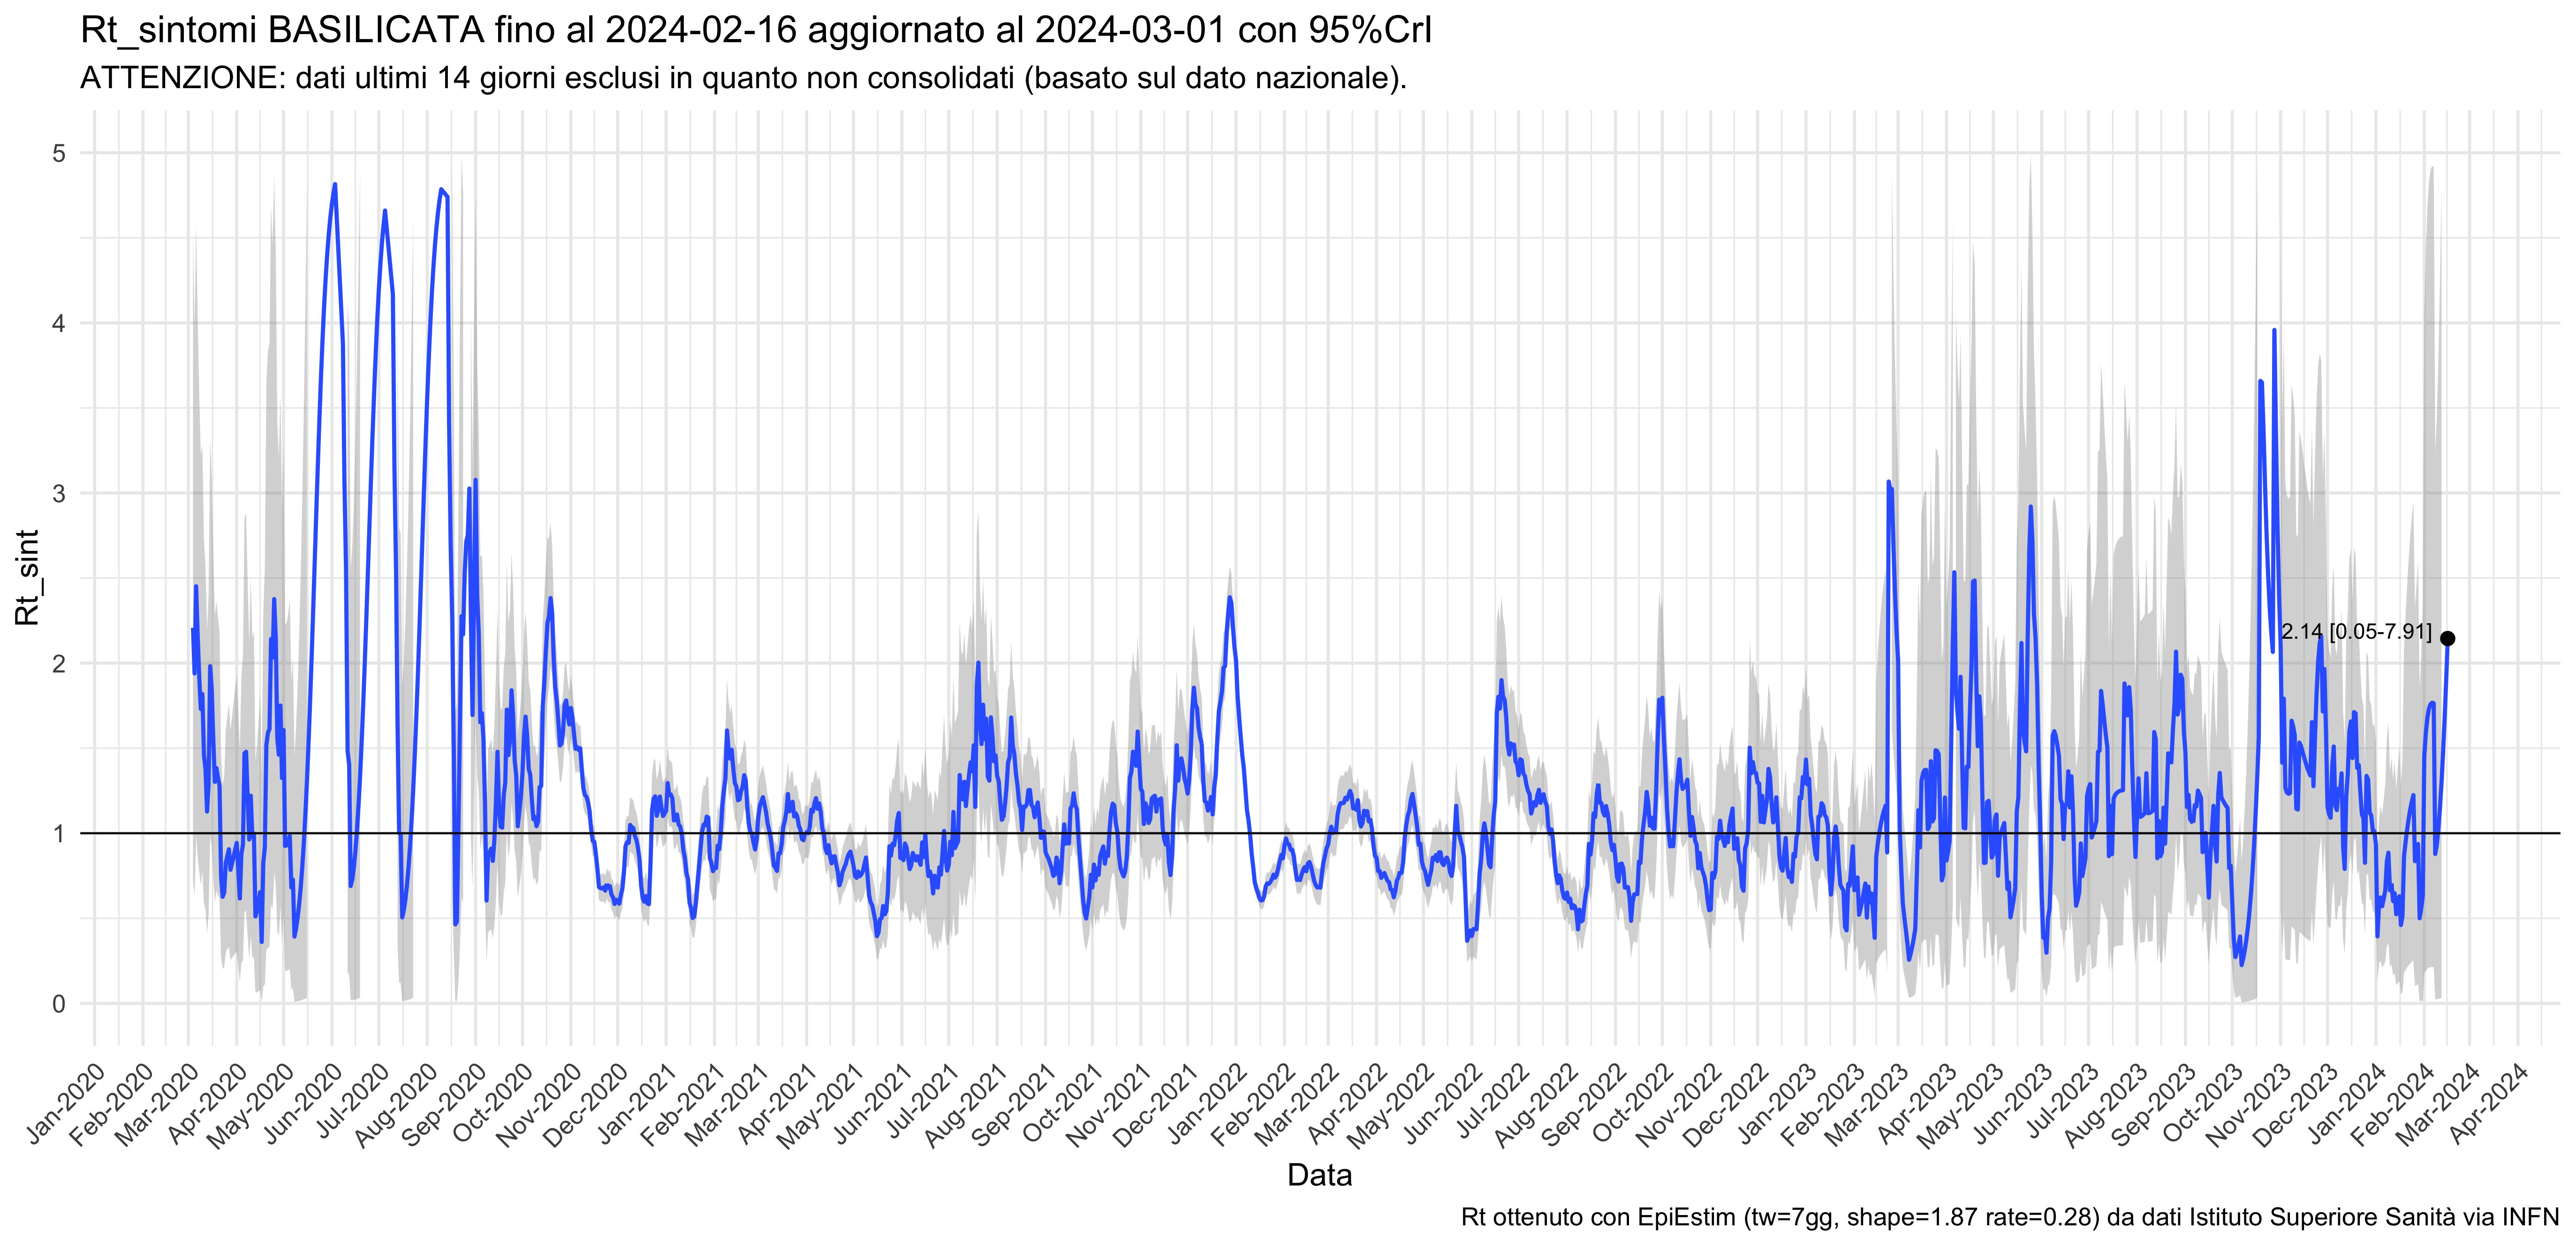 Rt_sintomi BASILICATA fino al 2024-02-16 aggiornato al 2024-03-01 con 95%CrI
ATTENZIONE: dati ultimi 14 giorni esclusi in quanto non consolidati (basato sul dato nazionale).
Rt_sint
5
4
3
2
1
0
2.14 [0.05-7.91]
Jan-2020
Feb-2020
Mar-2020
Apr-2020
May-2020
Jun-2020
Jul-2020
Aug-2020
Sep-2020
Oct-2020
Nov-2020
Dec-2020
Jan-2021
Feb-2021
Mar-2021
Apr-2021
May-2021
Jun-2021
Jul-2021
Aug-2021
Sep-2021
Oct-2021
Nov-2021
Dec-2021
Jan-2022
Feb-2022
Mar-2022
Apr-2022
May-2022
Jun-2022
Jul-2022
Aug-2022
Sep-2022
Oct-2022
Nov-2022
Dec-2022
Jan-2023
Feb-2023
Mar-2023
Apr-2023
May-2023
Jun-2023
Jul-2023
Aug-2023
Sep-2023
Oct-2023
Nov-2023
Dec-2023
Jan-2024
Feb-2024
Mar-2024
Apr-2024
Data
Rt ottenuto con EpiEstim (tw=7gg, shape=1.87 rate=0.28) da dati Istituto Superiore Sanità via INFN